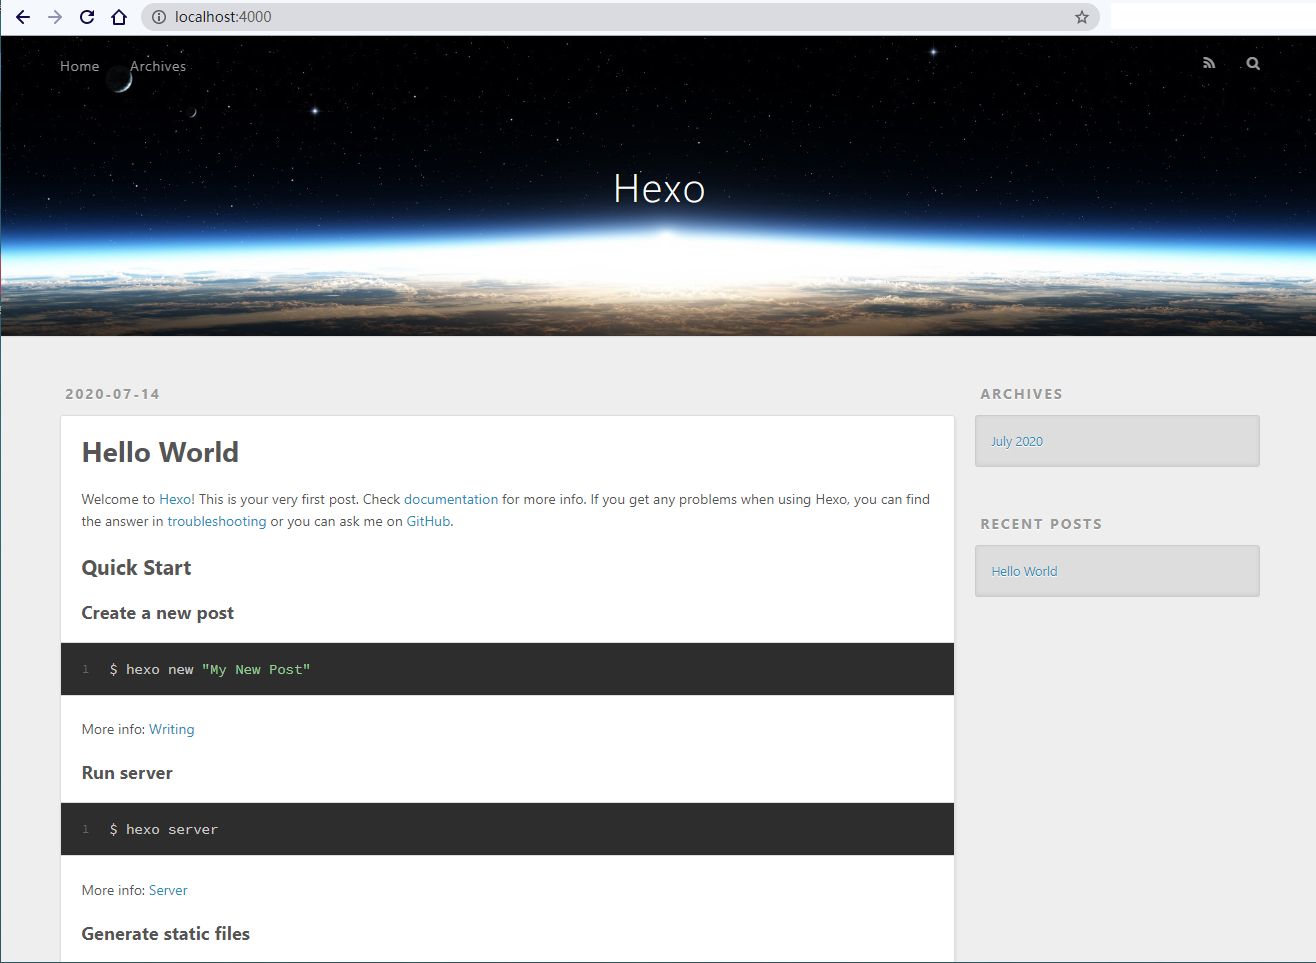 localhost:4000
Home Archives
Hexo
2020-07-14
Hello World
Welcome to Hexo! This is your very first post. Check documentation for more info. If you get any problems when using Hexo, you can find
the answer in troubleshooting or you can ask me on GitHub.
Quick Start
Create a new post
1 $ hexo new "My New Post"
More info: Writing
Run server
1 $ hexo server
More info: Server
Generate static files
ARCHIVES
July 2020
RECENT POSTS
Hello World